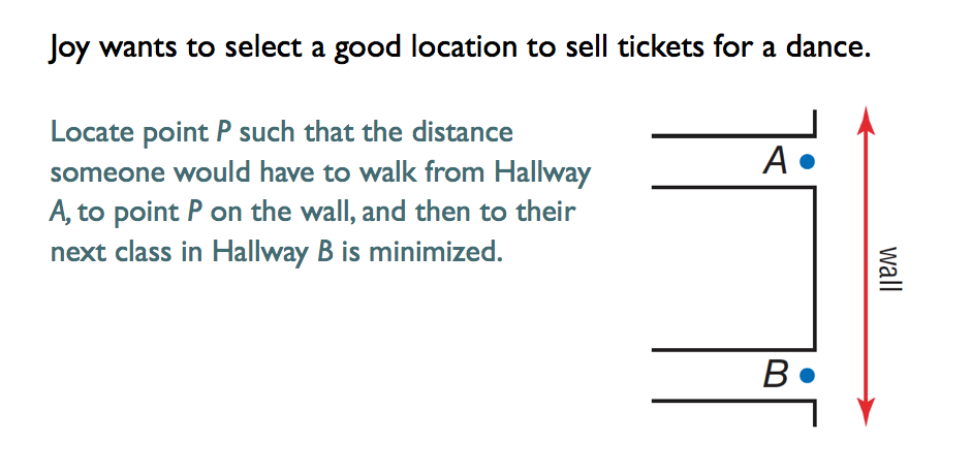 Joy wants to select a good location to sell tickets for a dance.
Locate point P such that the distance
someone would have to walk from Hallway
A, to point P on the wall, and then to their
next class in Hallway B is minimized.
A
B
wall